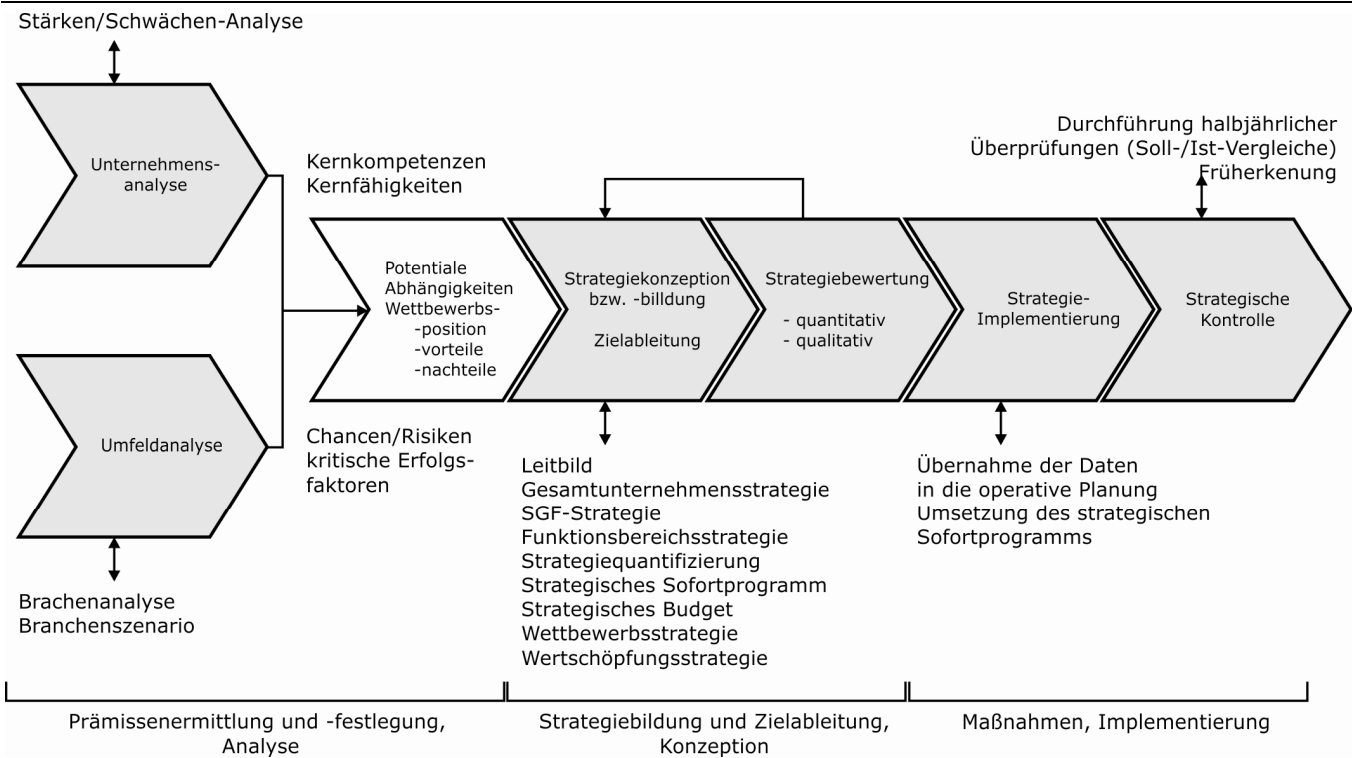 Stärken/Schwächen-Analyse
Unternehmens-
analyse
Umfeldanalyse
Brachenanalyse
Branchenszenario
Kernkompetenzen
Kernfähigkeiten
Potentiale
Abhängigkeiten
Wettbewerbs-
-position
-vorteile
-nachteile
Chancen/Risiken
kritische Erfolgs-
faktoren
Strategiekonzeption
bzw. -billdung
Zielableitung
Leitbild
Gesamtunternehmensstrategie
SGF-Strategie
Funktionsbereichsstrategie
Strategiequantifizierung
Strategisches Sofortprogramm
Strategisches Budget
Wettbewerbsstrategie
Wertschöpfungsstrategie
Strategiebewertung
- quantitativ
- qualitativ
Strategie-
Implementierung
Übernahme der Daten
in die operative Planung
Umsetzung des strategischen
Sofortprogramms
Durchführung halbjährlicher
Überprüfungen (Soll-/Ist-Vergleiche)
Früherkenung
Strategische
Kontrolle
Prämissenermittlung und -festlegung,
Analyse
Strategiebildung und Zielableitung,
Konzeption
Maßnahmen, Implementierung